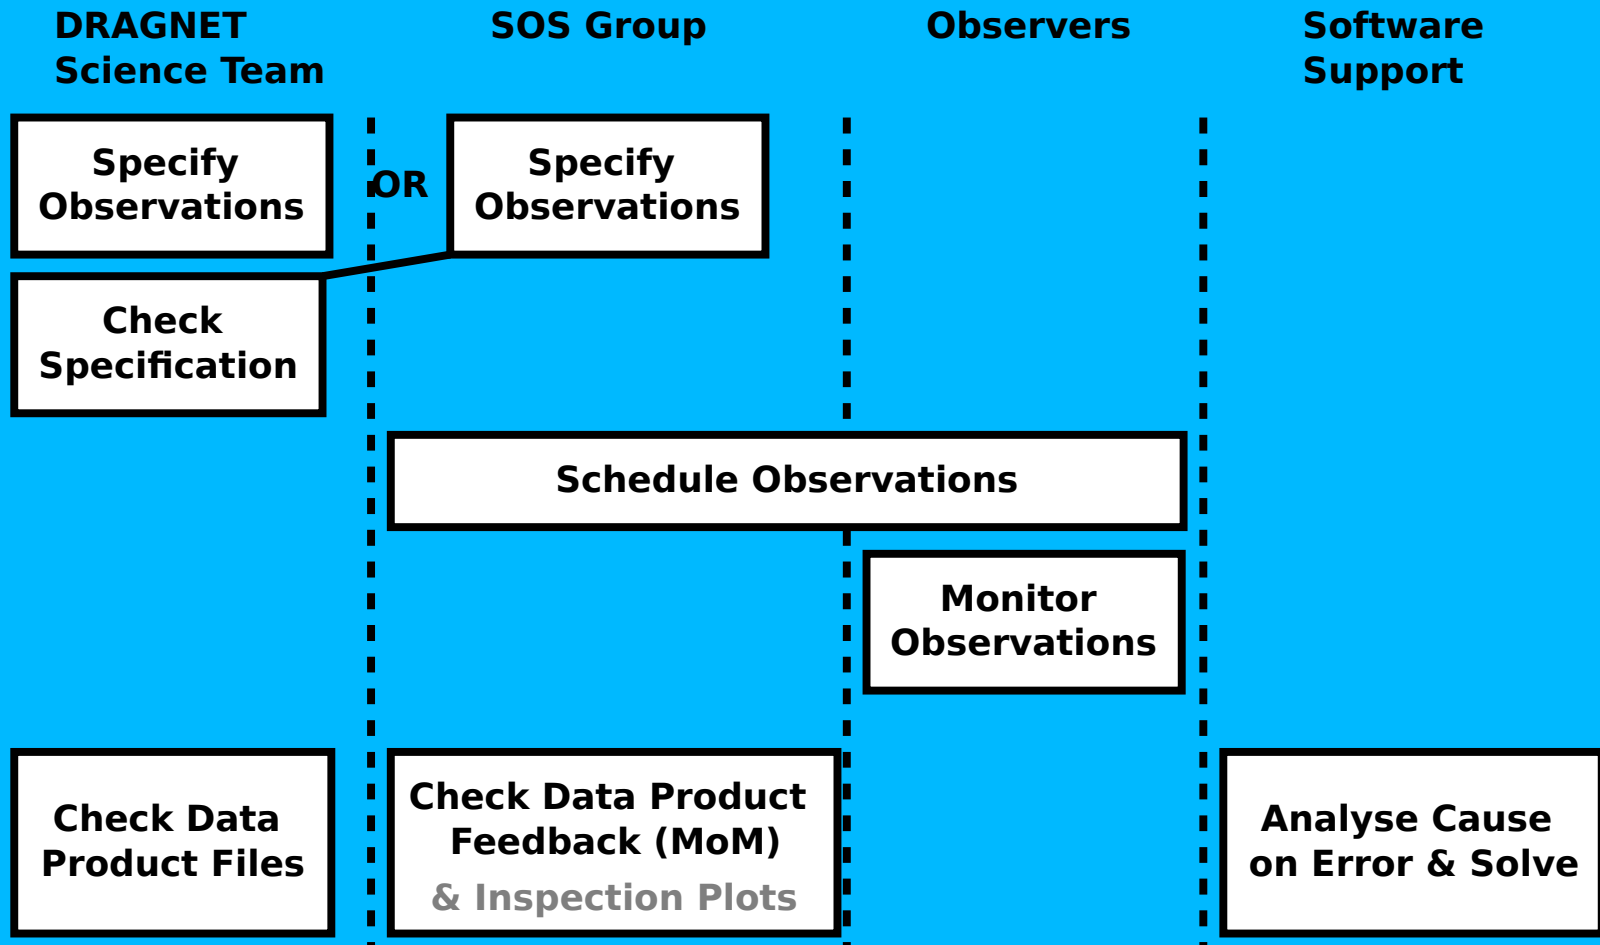 DRAGNET
Science Team
SOS Group
Observers
Software
Support
Specify
Observations
OR
Specify
Observations
Check
Specification
Schedule Observations
Monitor
Observations
Check Data
Product Files
Check Data Product
Feedback (MoM)
& Inspection Plots
Analyse Cause
on Error & Solve